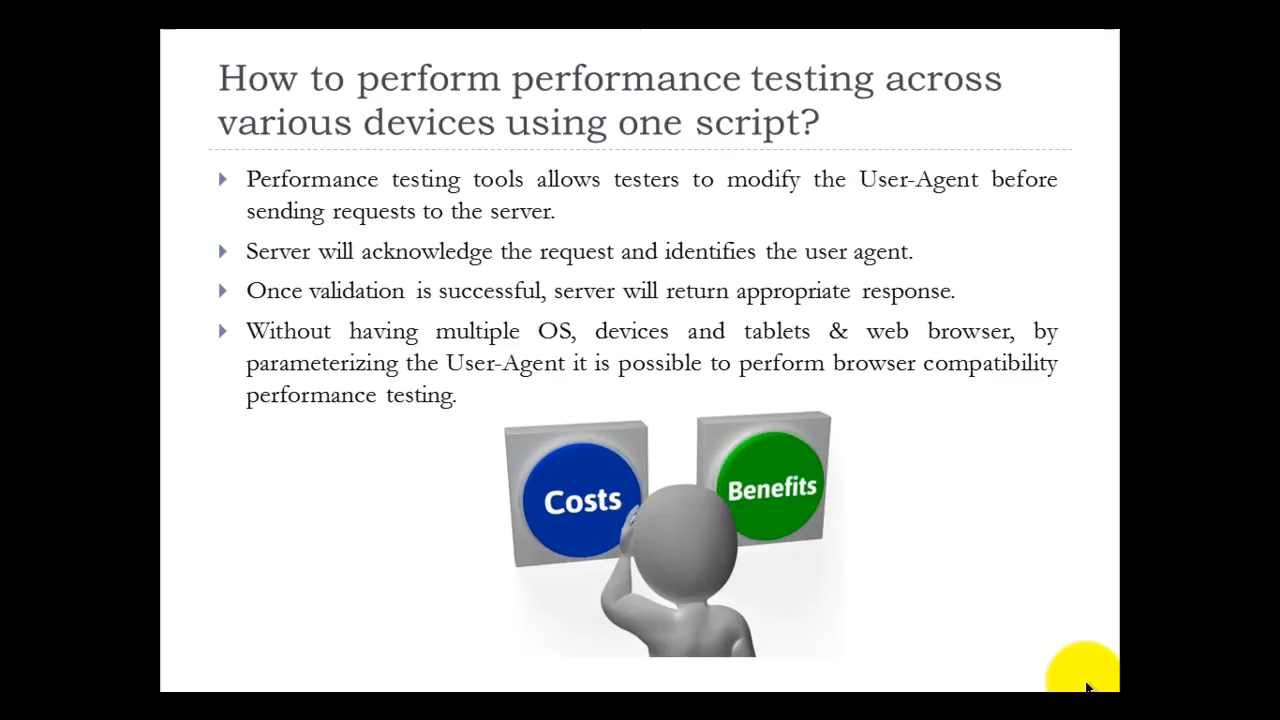 How to perform performance testing across
various devices using one script?
Performance testing tools allows testers to modify the User-Agent before
sending requests to the server.
Server will acknowledge the request and identifies the user agent.
Once validation is successful, server will return appropriate response.
Without having multiple OS, devices and tablets & web browser, by
parameterizing the User-Agent it is possible to perform browser compatibility
performance testing.
Costs
Benefits